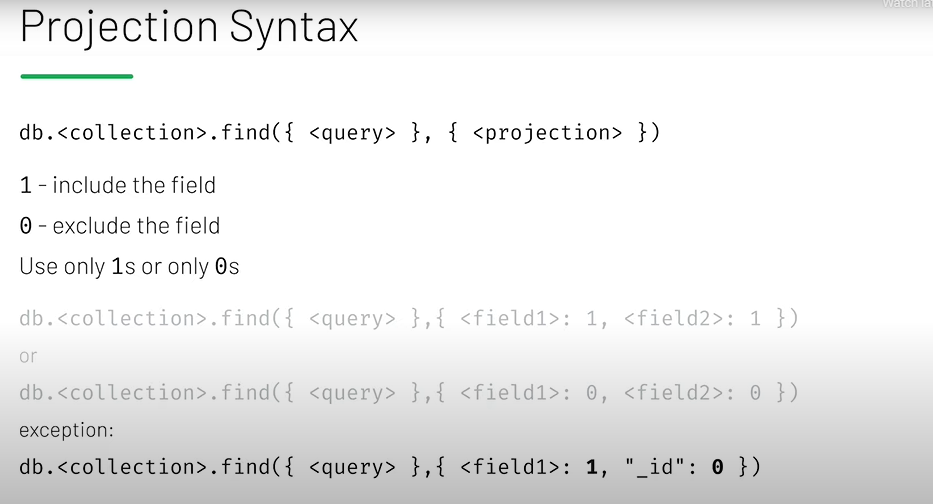 Watch la
Projection Syntax
db.<collection>.find({ <query> }, { <projection> })
1 - include the field
0 - exclude the field
Use only 1s or only 0s
db.<collection>.find({ <query> },{ <field1>: 1, <field2>: 1 })
or
db.<collection>.find({ <query> },{ <field1>: 0, <field2>: 0 })
exception:
db.<collection>.find({ <query> },{ <field1>: 1, "_id": 0 })